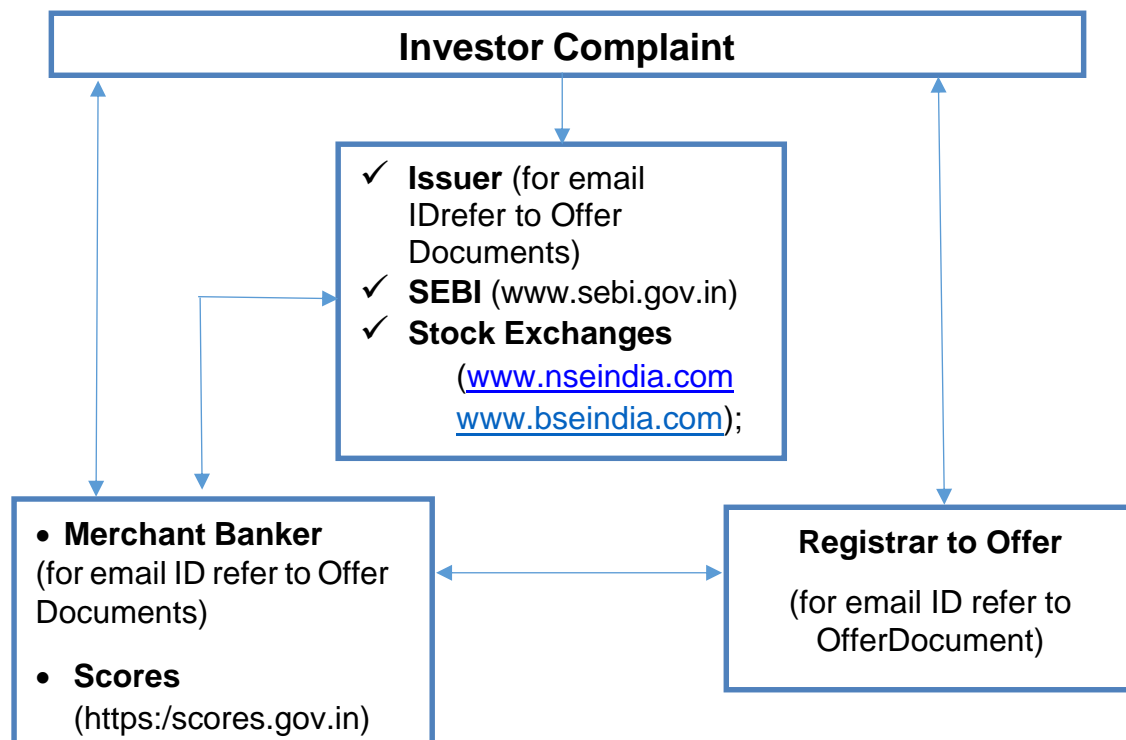 Investor Complaint
✓ Issuer (for email
IDrefer to Offer
Documents)
✓ SEBI (www.sebi.gov.in)
✓ Stock Exchanges
(www.nseindia.com
www.bseindia.com);
• Merchant Banker
(for email ID refer to Offer
Documents)
• Scores
(https:/scores.gov.in)
Registrar to Offer
(for email ID refer to
OfferDocument)